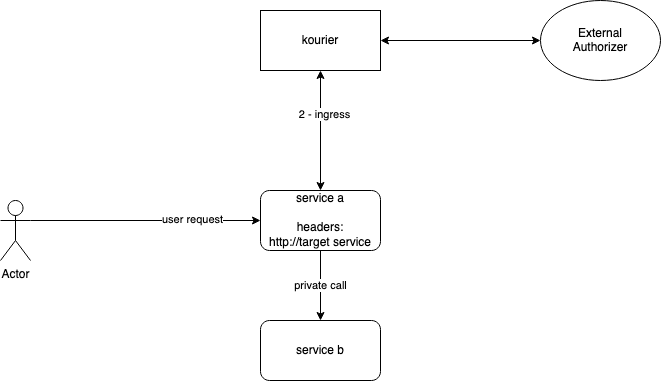 kourier
External
Authorizer
2 - ingress
service a
headers:
http://target service
user request
Actor
private call
service b